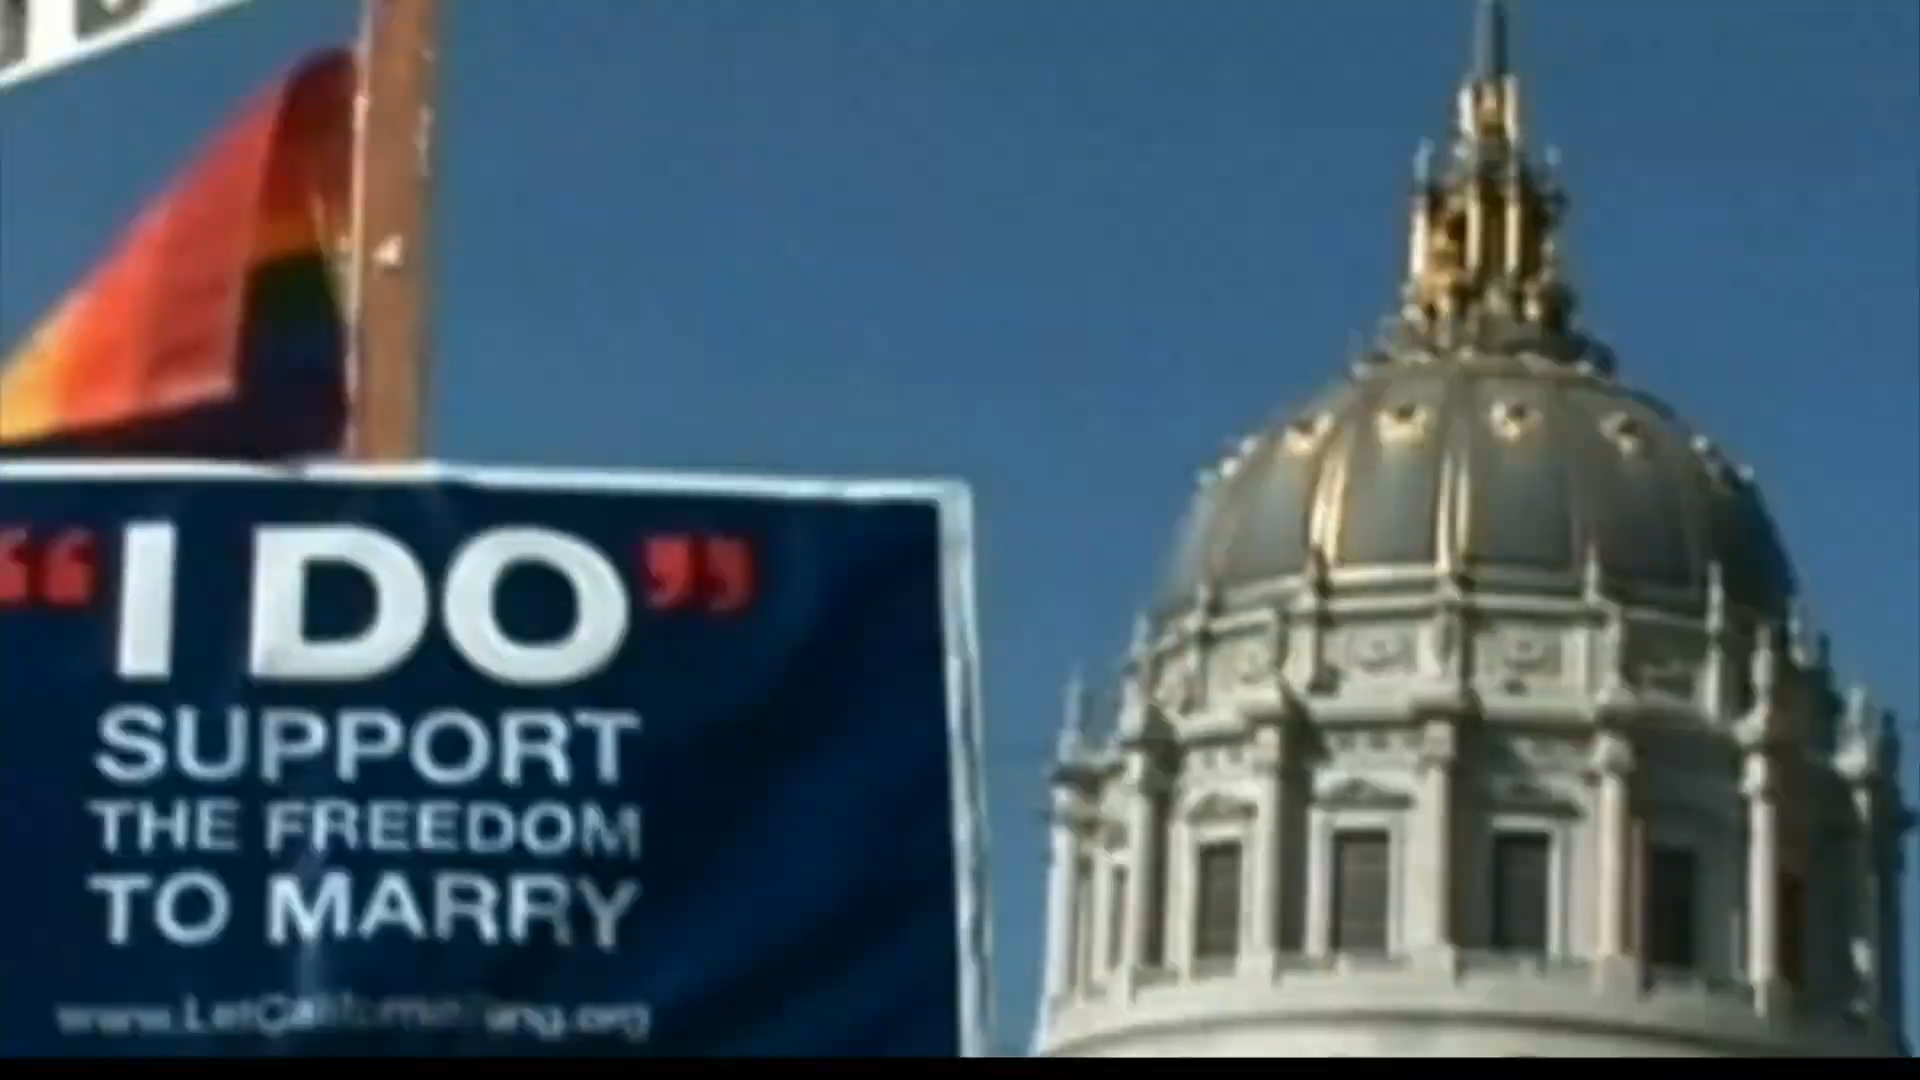 “I DO”
SUPPORT
THE FREEDOM
TO MARRY